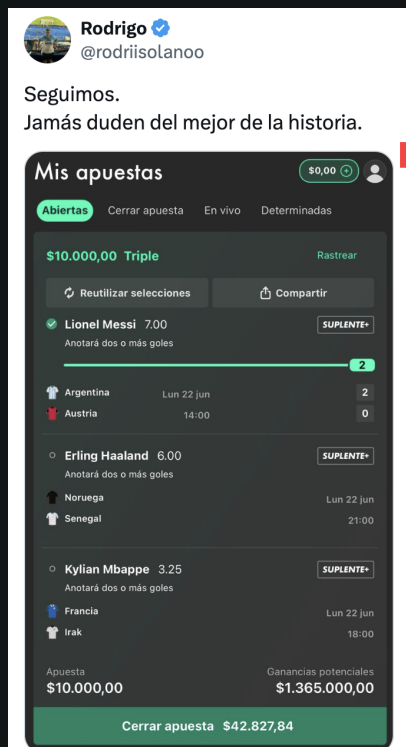 Rodrigo
@rodriisolanoo
Seguimos.
Jamás duden del mejor de la historia.
Mis apuestas
$0,00
Abiertas Cerrar apuesta En vivo Determinadas
$10.000,00 Triple Rastrear
Reutilizar selecciones Compartir
Lionel Messi 7.00 SUPLENTE+
Anotará dos o más goles
2
Argentina Lun 22 jun 2
Austria 14:00 0
Erling Haaland 6.00 SUPLENTE+
Anotará dos o más goles
Noruega Lun 22 jun
Senegal 21:00
Kylian Mbappe 3.25 SUPLENTE+
Anotará dos o más goles
Francia Lun 22 jun
Irak 18:00
Apuesta Ganancias potenciales
$10.000,00 $1.365.000,00
Cerrar apuesta $42.827,84